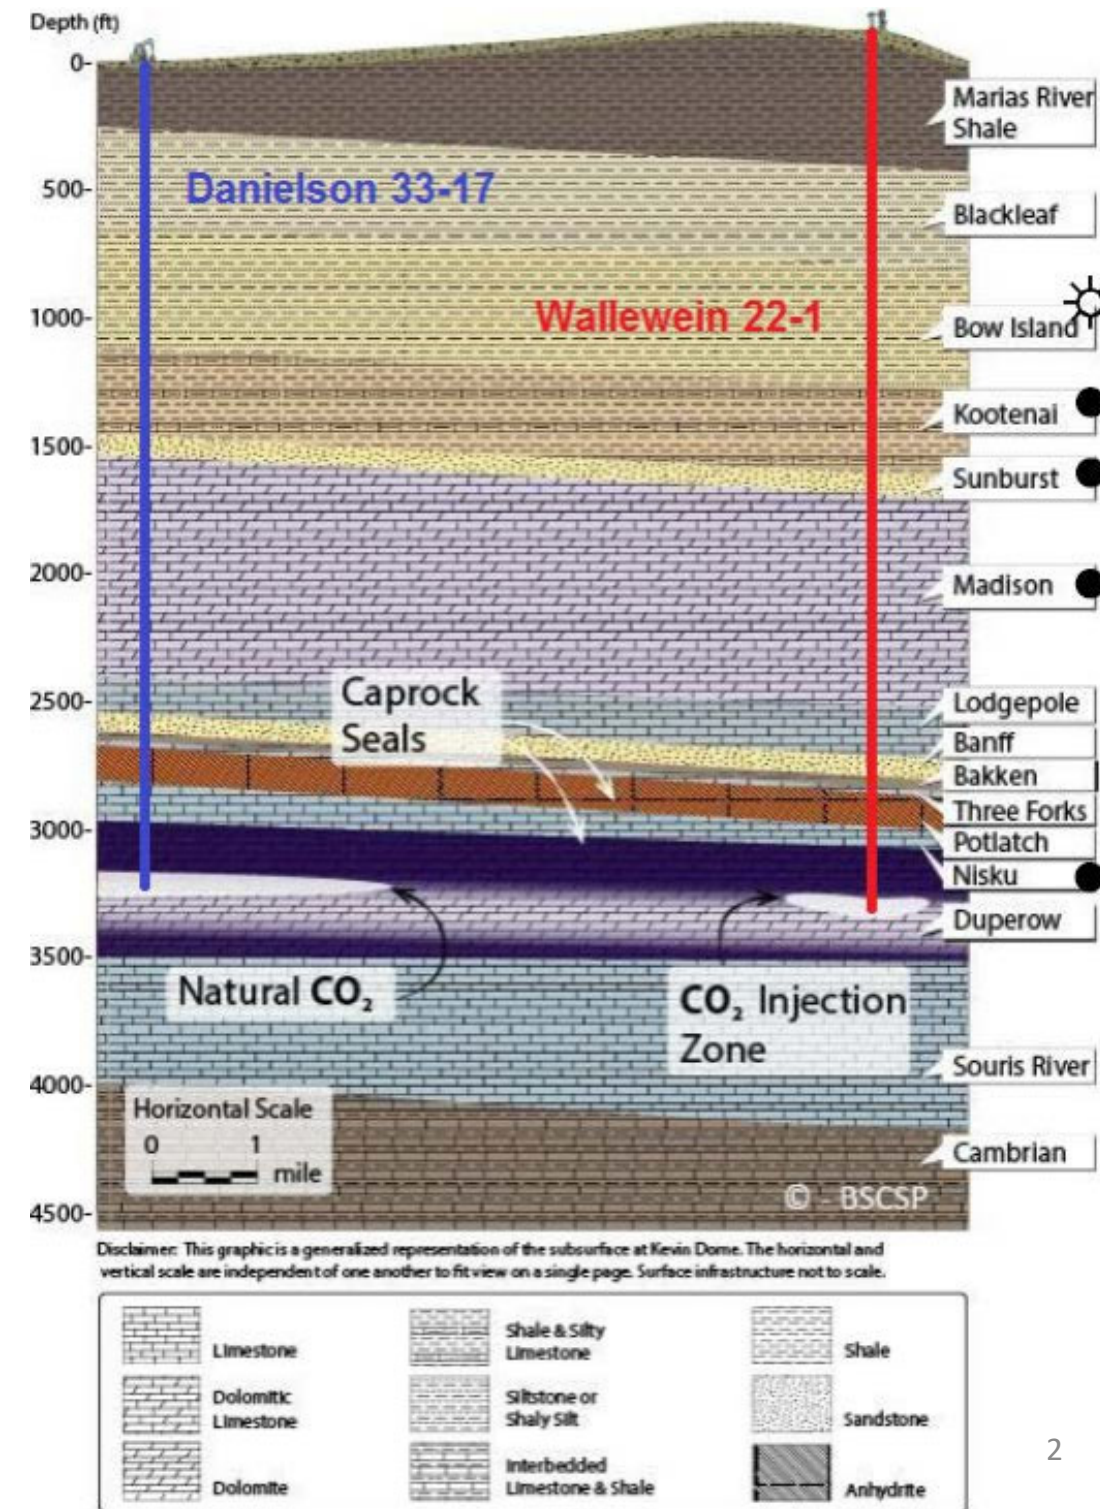 Depth (ft)
0-
Marias River
Shale
500-
Danielson 33-17
Blackleaf
1000-
Wallewein 22-1
Bow Island
Kootenai
1500-
Sunburst
2000-
Madison
Caprock
Seals
2500-
Lodgepole
Banff
Bakken
Three Forks
3000-
Potlatch
Nisku
Duperow
3500-
Natural CO₂
CO₂ Injection
Zone
Souris River
4000-
Horizontal Scale
0 1
mile
Cambrian
© - BSCSP
4500-
Disclaimer: This graphic is a generalized representation of the subsurface at Kevin Dome. The horizontal and
vertical scale are independent of one another to fit view on a single page. Surface infrastructure not to scale.
Limestone
Shale & Silty
Limestone
Shale
Dolomitic
Limestone
Siltstone or
Shaly Silt
Sandstone
Dolomite
Interbedded
Limestone & Shale
Anhydrite
2